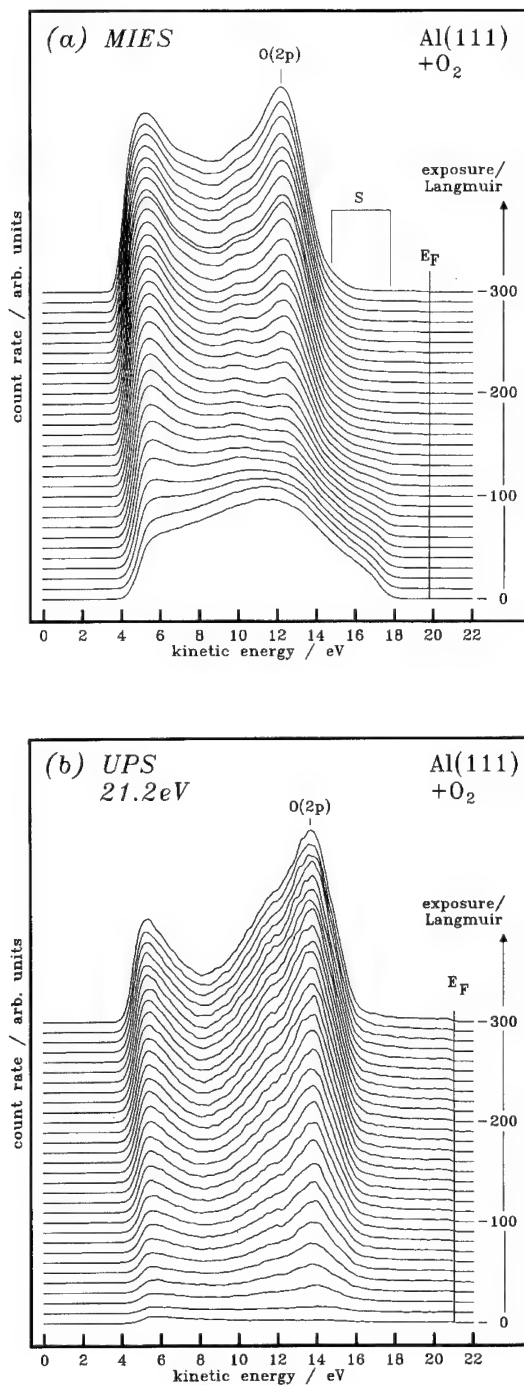 (a) MIES
Al(111)
+O₂
O(2p)
exposure/
Langmuir
S
E_F
300
200
100
0
count rate / arb. units
0 2 4 6 8 10 12 14 16 18 20 22
kinetic energy / eV
(b) UPS
21.2eV
Al(111)
+O₂
O(2p)
exposure/
Langmuir
E_F
300
200
100
0
count rate / arb. units
0 2 4 6 8 10 12 14 16 18 20 22
kinetic energy / eV